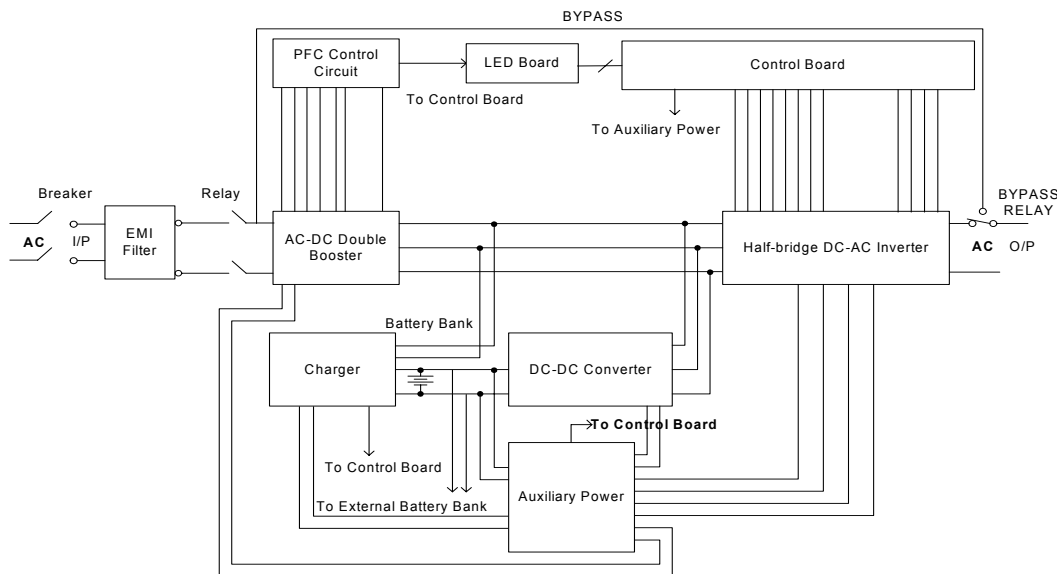 BYPASS
PFC Control
Circuit
LED Board
Control Board
To Control Board
To Auxiliary Power
Breaker
Relay
BYPASS
RELAY
AC I/P
EMI
Filter
AC-DC Double
Booster
Half-bridge DC-AC Inverter
AC O/P
Battery Bank
Charger
DC-DC Converter
To Control Board
To Control Board
Auxiliary Power
To External Battery Bank